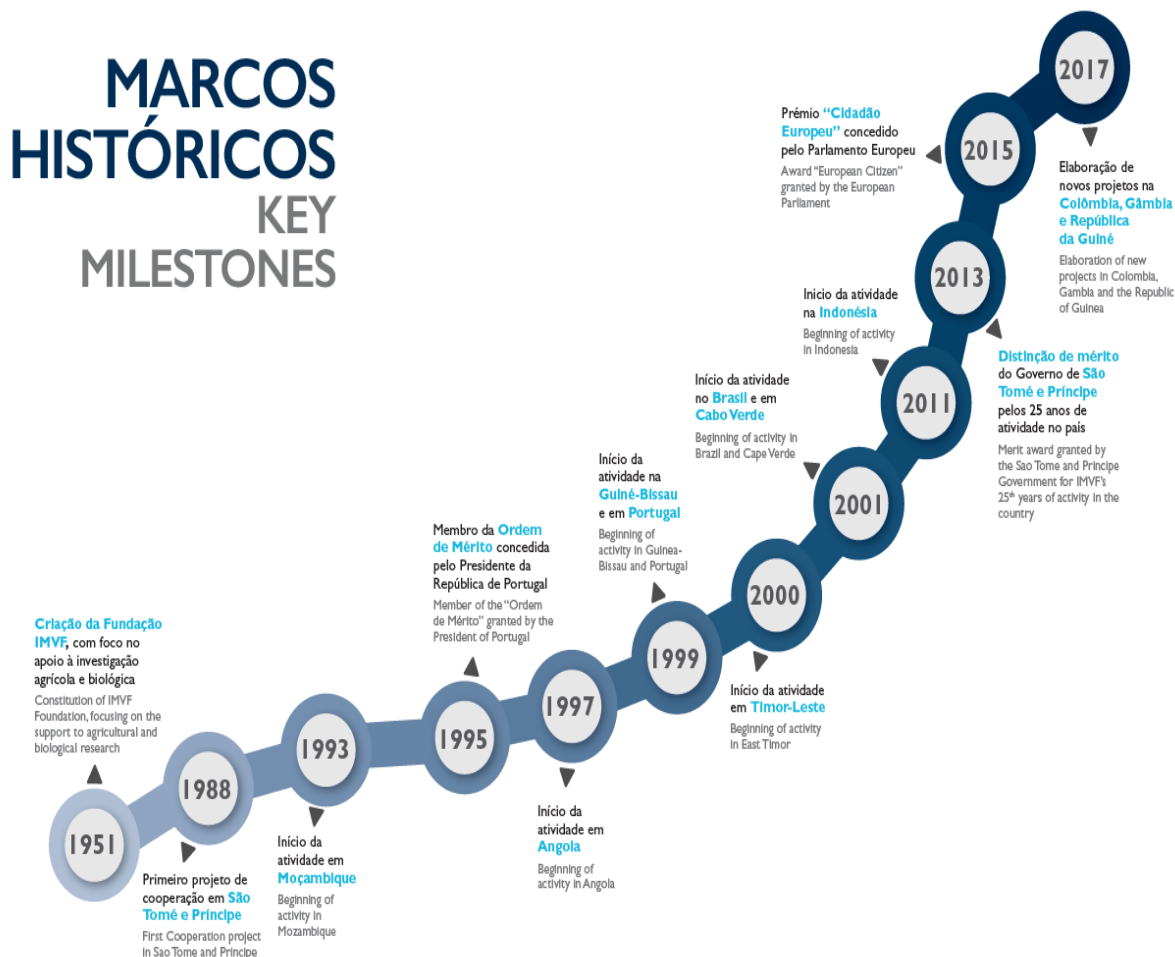 MARCOS
HISTÓRICOS
KEY
MILESTONES
1951
Criação da Fundação
IMVF, com foco no
apoio à investigação
agrícola e biológica
Constitution of IMVF
Foundation, focusing on the
support to agricultural and
biological research
1988
Primeiro projeto de
cooperação em São
Tomé e Príncipe
First Cooperation project
in Sao Tome and Principe
1993
Início da
atividade em
Moçambique
Beginning of
activity in
Mozambique
1995
Membro da Ordem
de Mérito concedida
pelo Presidente da
República de Portugal
Member of the “Ordem
de Mérito” granted by the
President of Portugal
1997
Início da
atividade em
Angola
Beginning of
activity in Angola
1999
Início da
atividade na
Guiné-Bissau
e em Portugal
Beginning of
activity in Guinea-
Bissau and Portugal
2000
Início da atividade
em Timor-Leste
Beginning of activity
in East Timor
2001
Início da atividade
no Brasil e em
Cabo Verde
Beginning of activity in
Brazil and Cape Verde
2011
Inicio da atividade
na Indonésia
Beginning of activity
in Indonesia
2013
Distinção de mérito
do Governo de São
Tomé e Príncipe
pelos 25 anos de
atividade no país
Merit award granted by
the Sao Tome and Principe
Government for IMVF’s
25th years of activity in the
country
2015
Prémio “Cidadão
Europeu” concedido
pelo Parlamento Europeu
Award “European Citizen”
granted by the European
Parliament
2017
Elaboração de
novos projetos na
Colômbia, Gâmbia
e República
da Guiné
Elaboration of new
projects in Colombia,
Gambia and the Republic
of Guinea